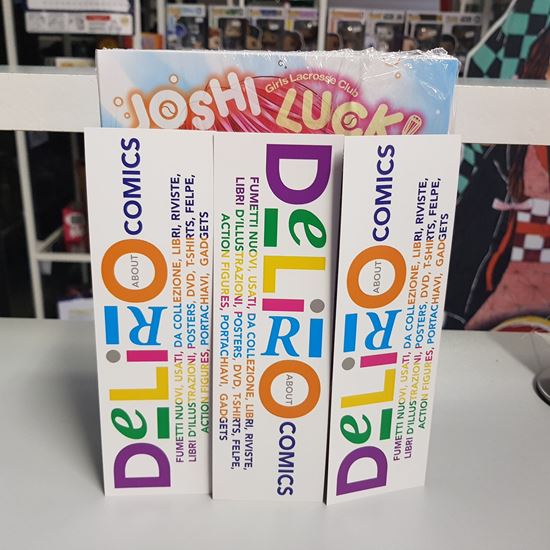 Girls Lacrosse Club
JOSHI LUCK!
DeLiRiO
ABOUT
COMICS
FUMETTI NUOVI, USATI, DA COLLEZIONE, LIBRI, RIVISTE,
LIBRI D'ILLUSTRAZIONI, POSTERS, DVD, T-SHIRTS, FELPE,
ACTION FIGURES, PORTACHIAVI, GADGETS
DeLiRiO
ABOUT
COMICS
FUMETTI NUOVI, USATI, DA COLLEZIONE, LIBRI, RIVISTE,
LIBRI D'ILLUSTRAZIONI, POSTERS, DVD, T-SHIRTS, FELPE,
ACTION FIGURES, PORTACHIAVI, GADGETS
DeLiRiO
ABOUT
COMICS
FUMETTI NUOVI, USATI, DA COLLEZIONE, LIBRI, RIVISTE,
LIBRI D'ILLUSTRAZIONI, POSTERS, DVD, T-SHIRTS, FELPE,
ACTION FIGURES, PORTACHIAVI, GADGETS